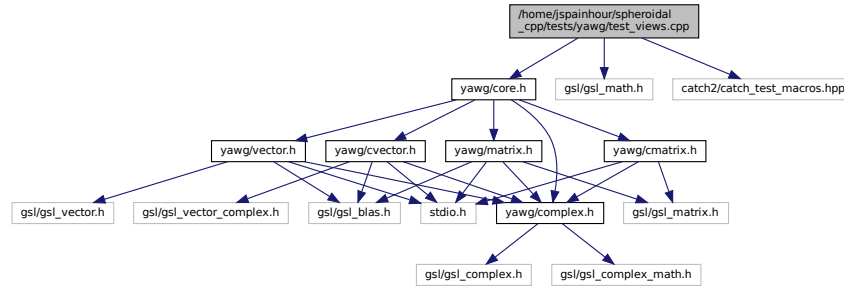 /home/jspainhour/spheroidal
_cpp/tests/yawg/test_views.cpp
yawg/core.h
gsl/gsl_math.h
catch2/catch_test_macros.hpp
yawg/vector.h
yawg/cvector.h
yawg/matrix.h
yawg/cmatrix.h
gsl/gsl_vector.h
gsl/gsl_vector_complex.h
gsl/gsl_blas.h
stdio.h
yawg/complex.h
gsl/gsl_matrix.h
gsl/gsl_complex.h
gsl/gsl_complex_math.h